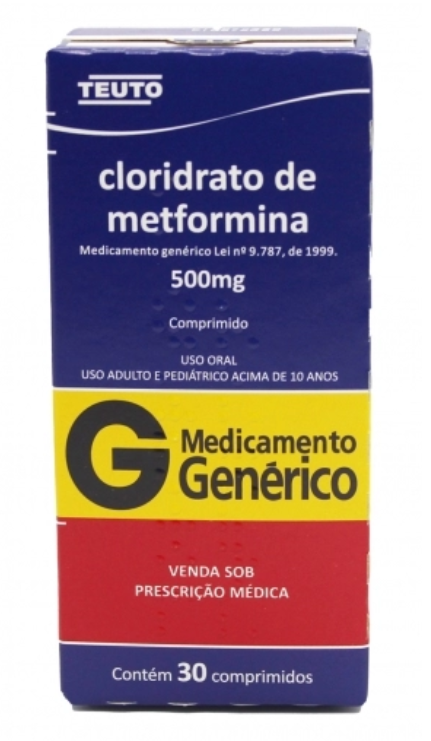 TEUTO
cloridrato de
metformina
Medicamento genérico Lei nº 9.787, de 1999.
500mg
Comprimido
USO ORAL
USO ADULTO E PEDIÁTRICO ACIMA DE 10 ANOS
G Medicamento
Genérico
VENDA SOB
PRESCRIÇÃO MÉDICA
Contém 30 comprimidos